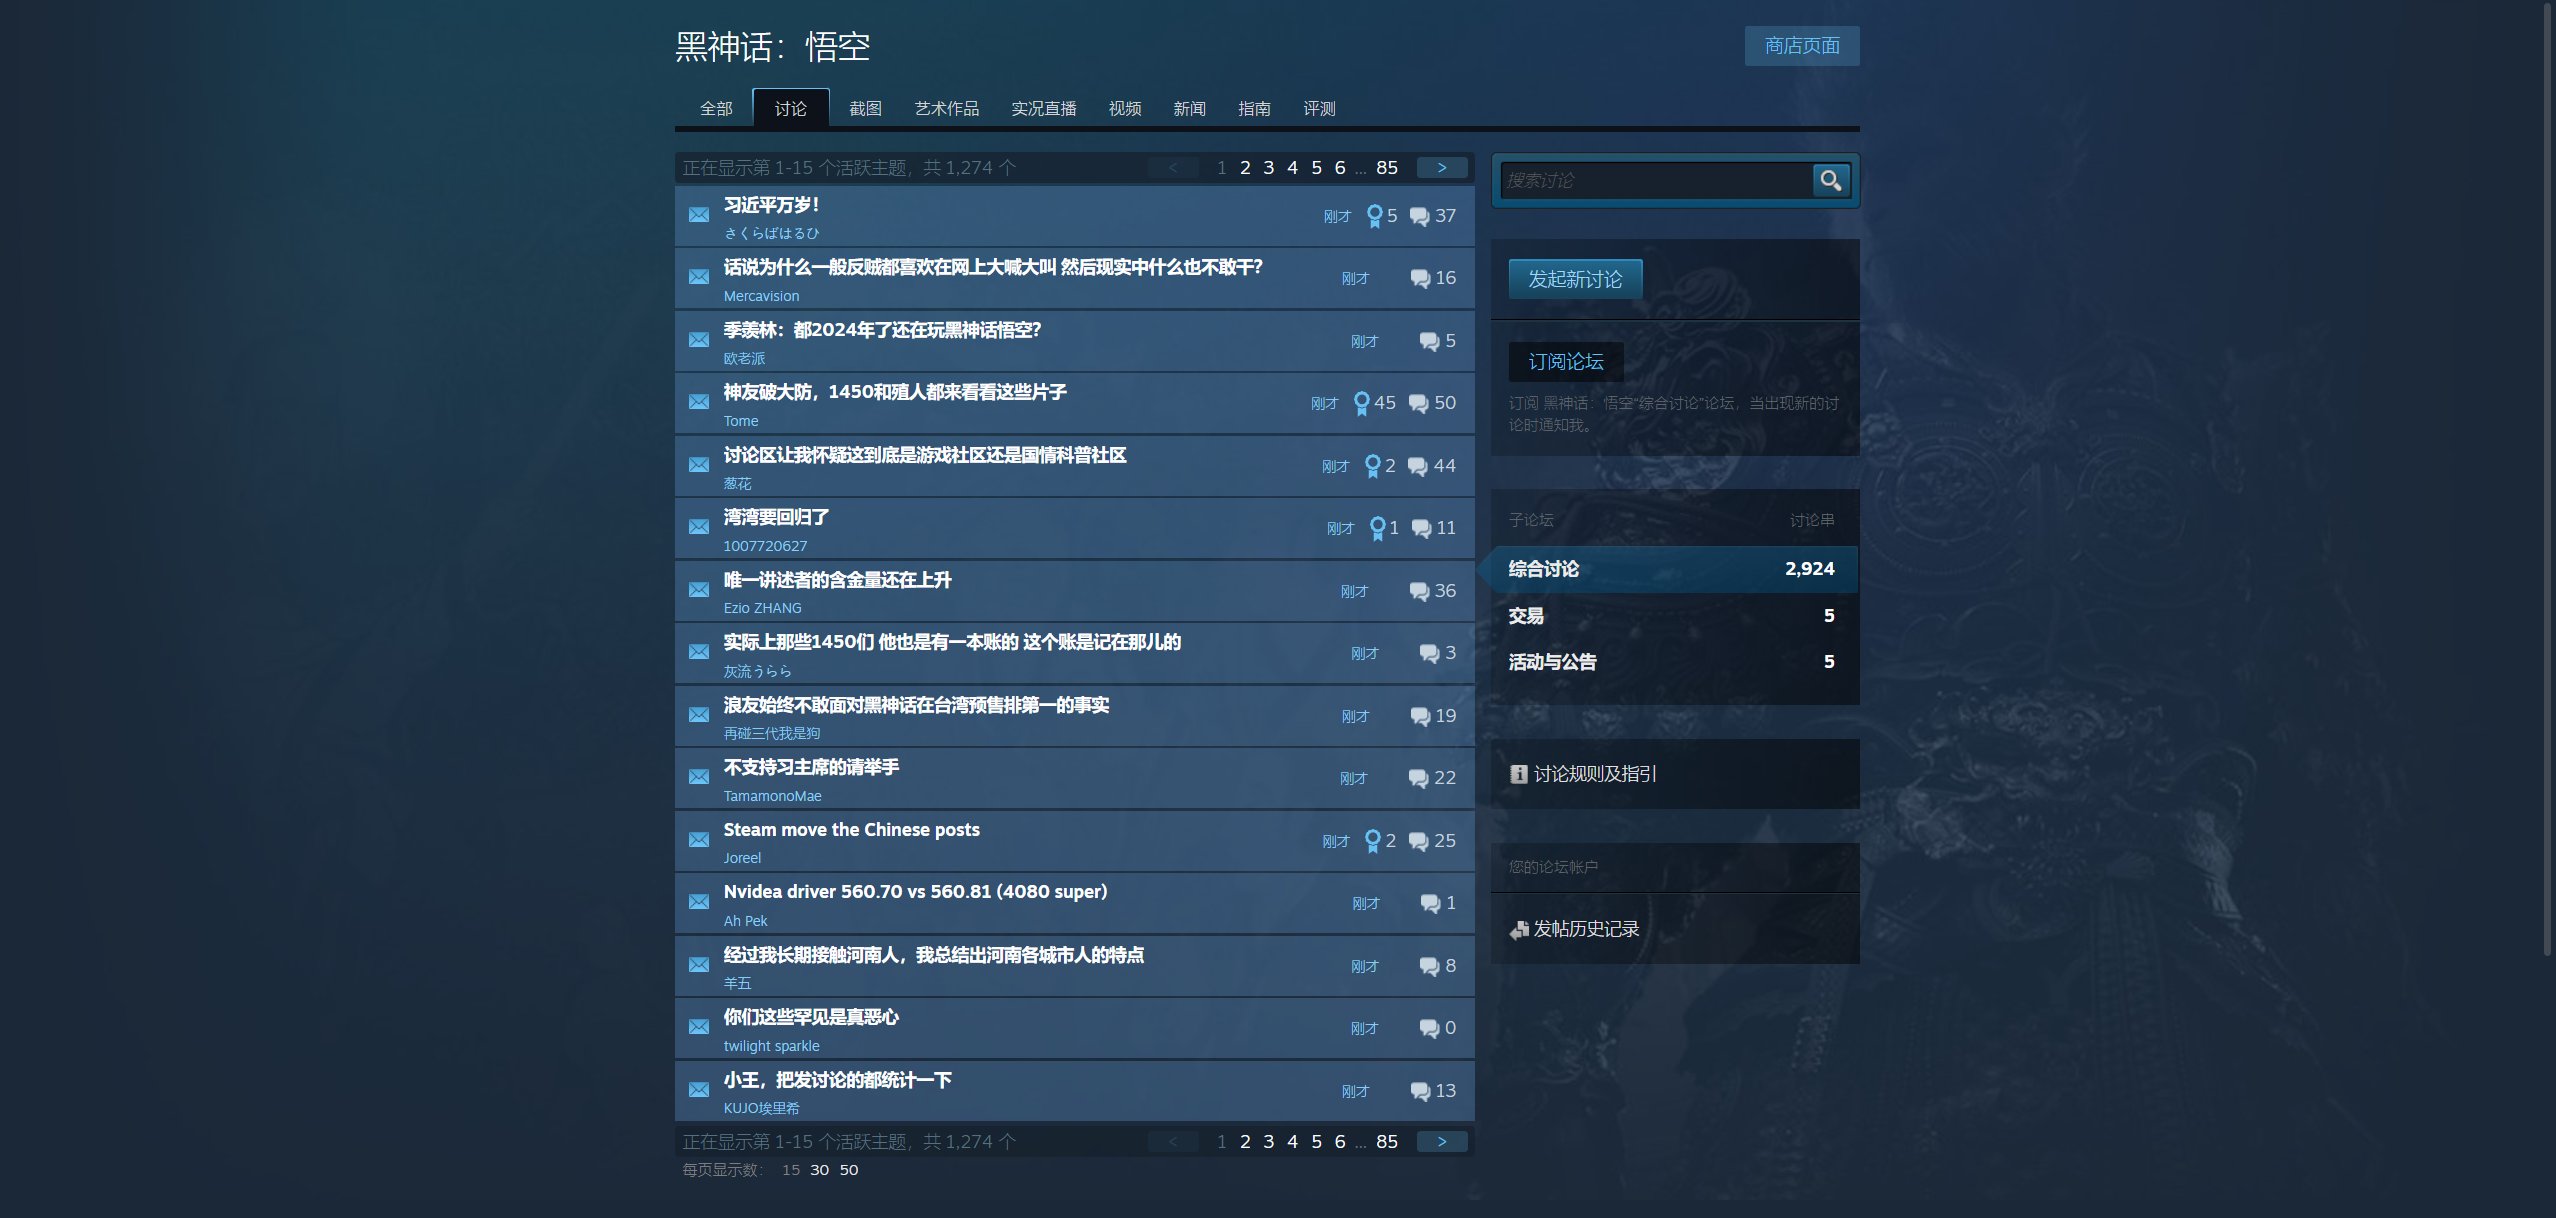 黑神话：悟空
商店页面
全部 讨论 截图 艺术作品 实况直播 视频 新闻 指南 评测
正在显示第 1-15 个活跃主题，共 1,274 个 < 1 2 3 4 5 6 ... 85 >
习近平万岁！
さくらばはるひ
刚才 5 37
话说为什么一般反贼都喜欢在网上大喊大叫 然后现实中什么也不敢干？
Mercavision
刚才 16
季羡林：都2024年了还在玩黑神话悟空？
欧老派
刚才 5
神友破大防，1450和殖人都来看看这些片子
Tome
刚才 45 50
讨论区让我怀疑这到底是游戏社区还是国情科普社区
葱花
刚才 2 44
湾湾要回归了
1007720627
刚才 1 11
唯一讲述者的含金量还在上升
Ezio ZHANG
刚才 36
实际上那些1450们 他也是有一本账的 这个账是记在那儿的
灰流うらら
刚才 3
浪友始终不敢面对黑神话在台湾预售排第一的事实
再碰三代我是狗
刚才 19
不支持习主席的请举手
TamamonoMae
刚才 22
Steam move the Chinese posts
Joreel
刚才 2 25
Nvidea driver 560.70 vs 560.81 (4080 super)
Ah Pek
刚才 1
经过我长期接触河南人，我总结出河南各城市人的特点
羊五
刚才 8
你们这些罕见是真恶心
twilight sparkle
刚才 0
小王，把发讨论的都统计一下
KUJO埃里希
刚才 13
正在显示第 1-15 个活跃主题，共 1,274 个 < 1 2 3 4 5 6 ... 85 >
每页显示数： 15 30 50
搜索讨论
发起新讨论
订阅论坛
订阅 黑神话：悟空“综合讨论”论坛，当出现新的讨
论时通知我。
子论坛 讨论串
综合讨论 2,924
交易 5
活动与公告 5
讨论规则及指引
您的论坛帐户
发帖历史记录